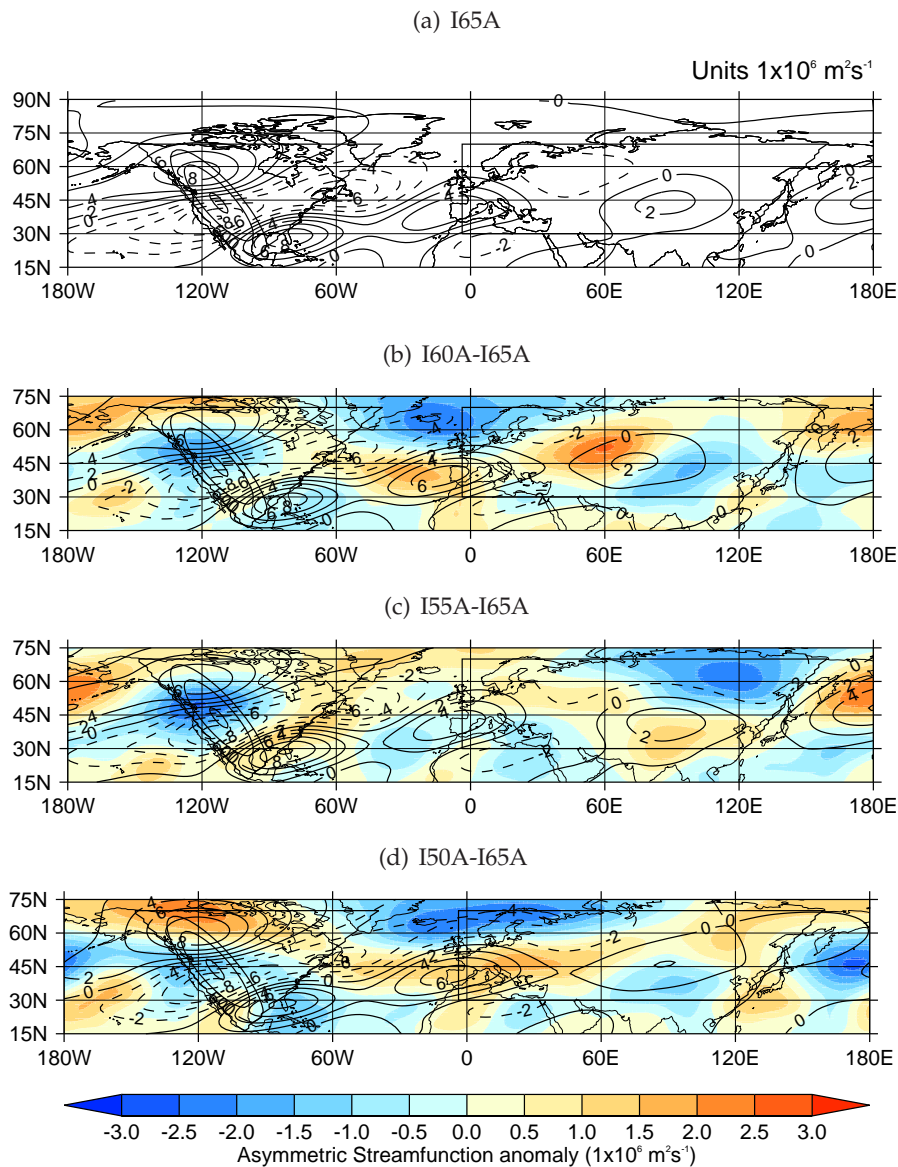 (a) I65A
Units 1x10⁶ m²s⁻¹
90N
75N
60N
45N
30N
15N
180W 120W 60W 0 60E 120E 180E
(b) I60A-I65A
75N
60N
45N
30N
15N
180W 120W 60W 0 60E 120E 180E
(c) I55A-I65A
75N
60N
45N
30N
15N
180W 120W 60W 0 60E 120E 180E
(d) I50A-I65A
75N
60N
45N
30N
15N
180W 120W 60W 0 60E 120E 180E
-3.0 -2.5 -2.0 -1.5 -1.0 -0.5 0.0 0.5 1.0 1.5 2.0 2.5 3.0
Asymmetric Streamfunction anomaly (1x10⁶ m²s⁻¹)